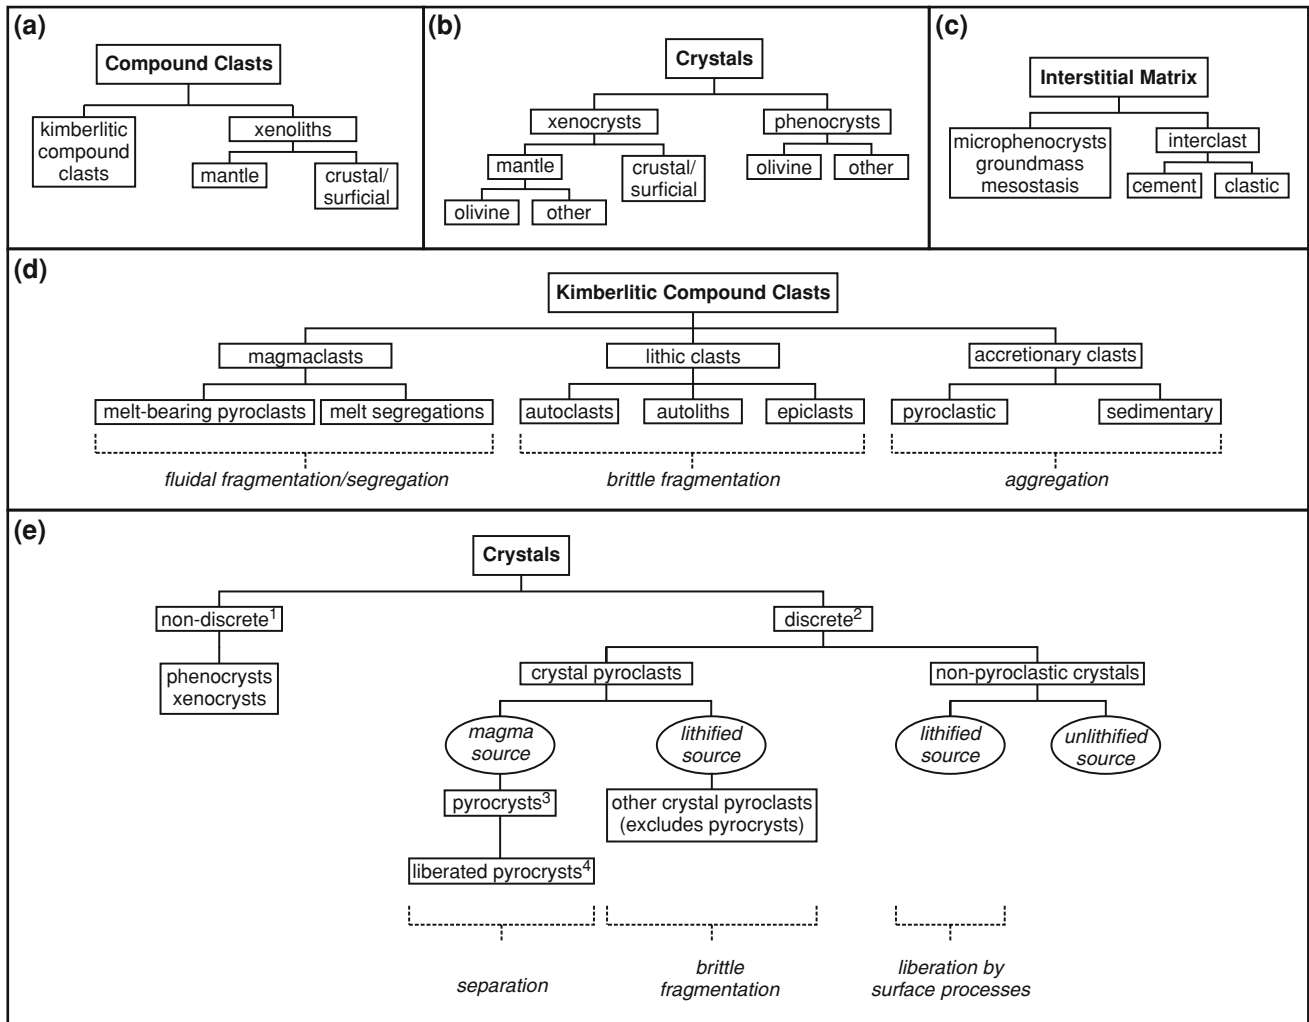 (a)
Compound Clasts
kimberlitic
compound
clasts
xenoliths
mantle
crustal/
surficial
(b)
Crystals
xenocrysts
phenocrysts
mantle
crustal/
surficial
olivine
other
olivine
other
(c)
Interstitial Matrix
microphenocrysts
groundmass
mesostasis
interclast
cement
clastic
(d)
Kimberlitic Compound Clasts
magmaclasts
lithic clasts
accretionary clasts
melt-bearing pyroclasts
melt segregations
autoclasts
autoliths
epiclasts
pyroclastic
sedimentary
fluidal fragmentation/segregation
brittle fragmentation
aggregation
(e)
Crystals
non-discrete1
discrete2
phenocrysts
xenocrysts
crystal pyroclasts
non-pyroclastic crystals
magma
source
lithified
source
lithified
source
unlithified
source
pyrocrysts3
other crystal pyroclasts
(excludes pyrocrysts)
liberated pyrocrysts4
separation
brittle
fragmentation
liberation by
surface processes